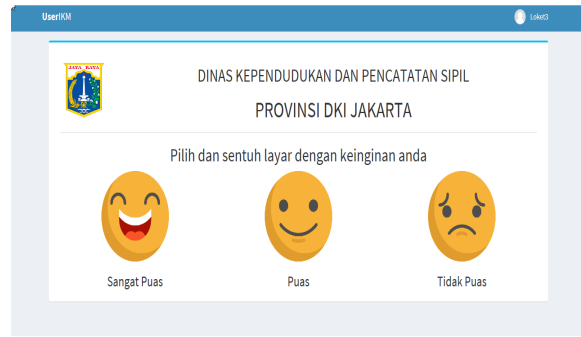 UserIKM
Loket3
JAYA RAYA
DINAS KEPENDUDUKAN DAN PENCATATAN SIPIL
PROVINSI DKI JAKARTA
Pilih dan sentuh layar dengan keinginan anda
Sangat Puas
Puas
Tidak Puas